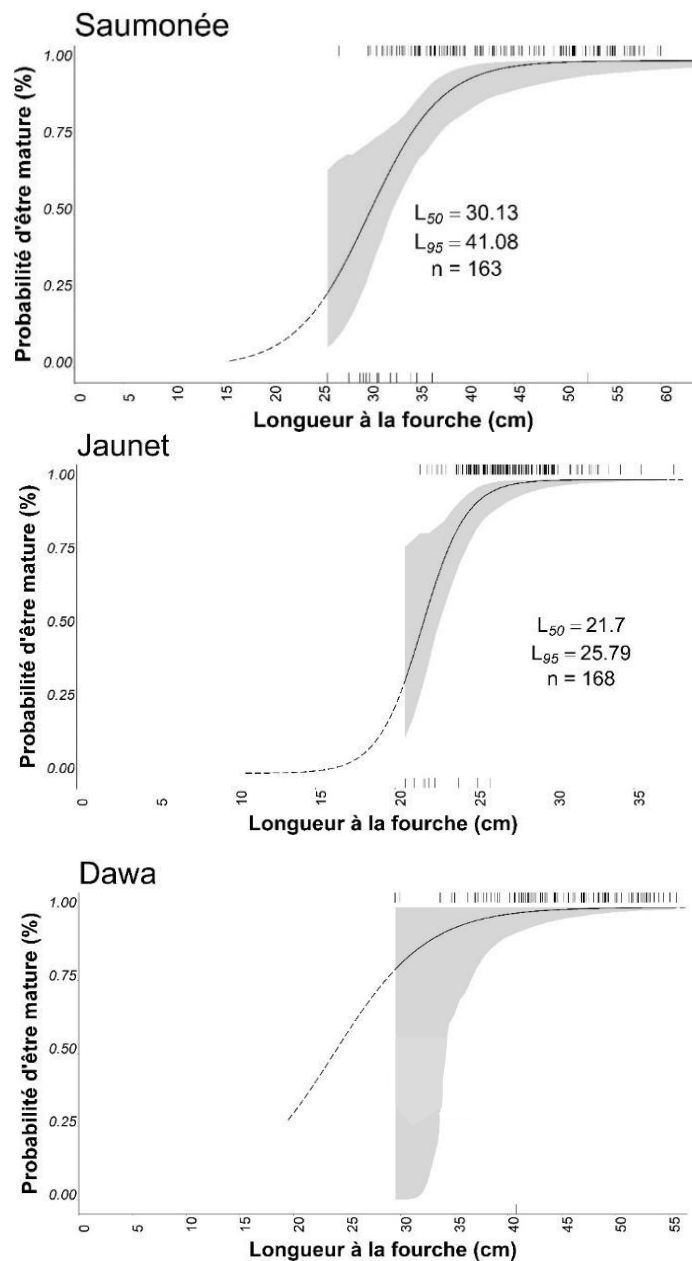 Saumonée
Probabilité d'être mature (%)
1.00
0.75
0.50
0.25
0.00
L50 = 30.13
L95 = 41.08
n = 163
0 5 10 15 20 25 30 35 40 45 50 55 60
Longueur à la fourche (cm)
Jaunet
Probabilité d'être mature (%)
1.00
0.75
0.50
0.25
0.00
L50 = 21.7
L95 = 25.79
n = 168
0 5 10 15 20 25 30 35
Longueur à la fourche (cm)
Dawa
Probabilité d'être mature (%)
1.00
0.75
0.50
0.25
0.00
0 5 10 15 20 25 30 35 40 45 50 55
Longueur à la fourche (cm)